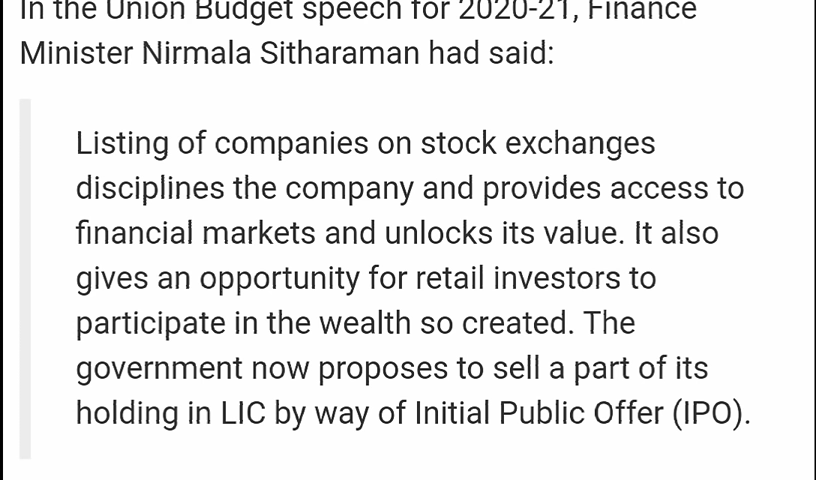 In the Union Budget speech for 2020-21, Finance
Minister Nirmala Sitharaman had said:
Listing of companies on stock exchanges
disciplines the company and provides access to
financial markets and unlocks its value. It also
gives an opportunity for retail investors to
participate in the wealth so created. The
government now proposes to sell a part of its
holding in LIC by way of Initial Public Offer (IPO).